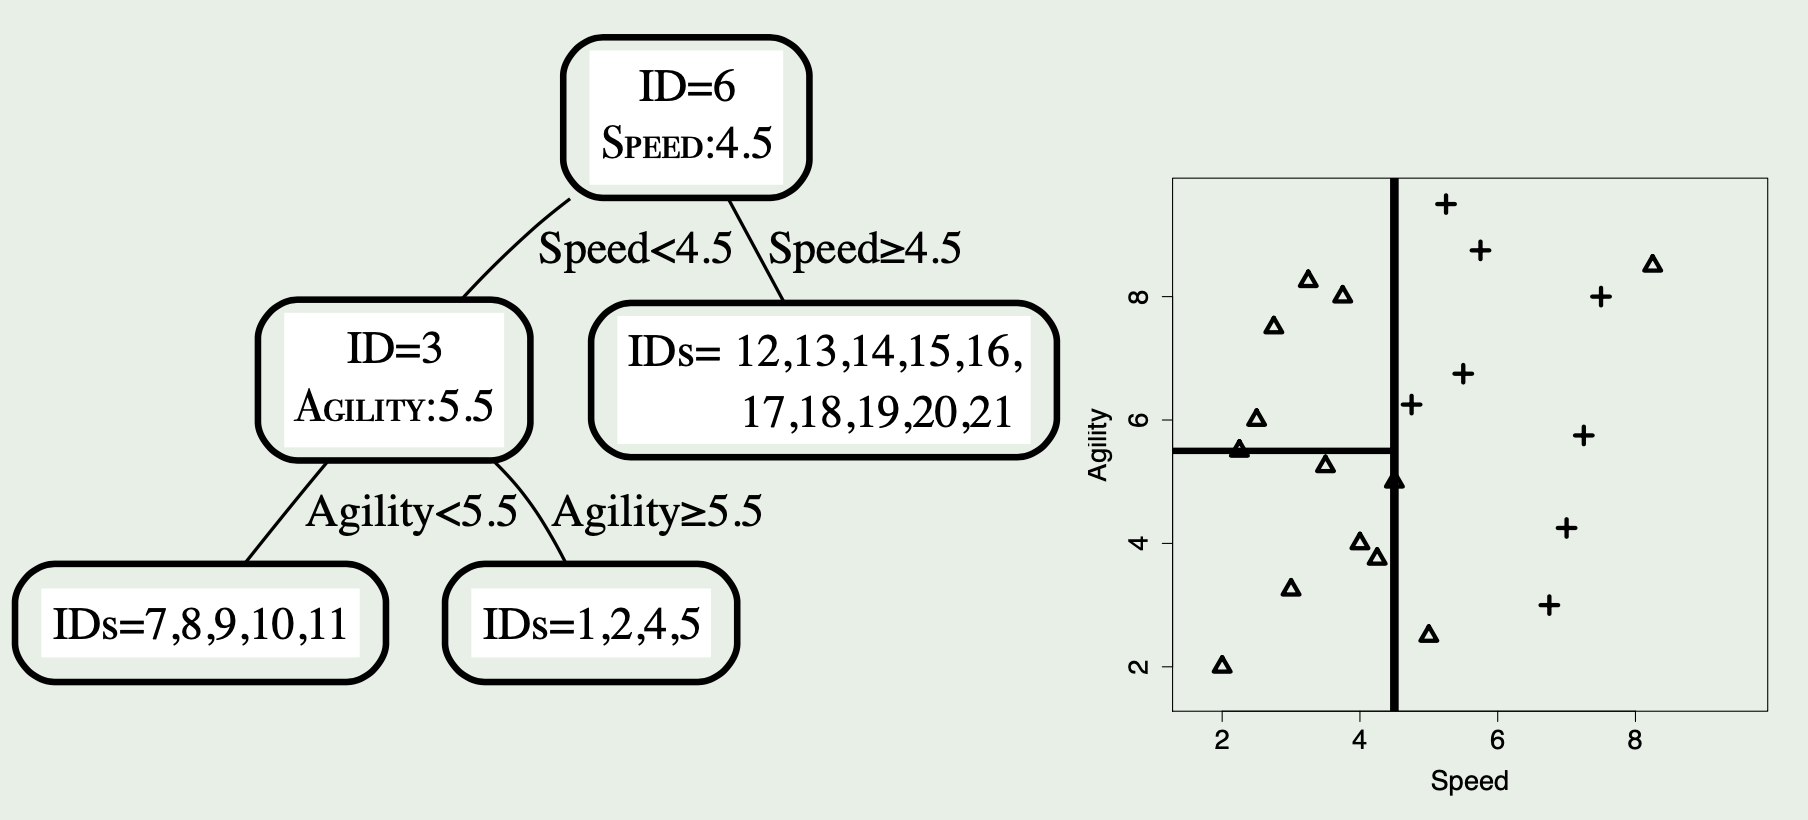 ID=6
SPEED:4.5
Speed<4.5
Speed≥4.5
ID=3
AGILITY:5.5
IDs= 12,13,14,15,16,
17,18,19,20,21
Agility<5.5
Agility≥5.5
IDs=7,8,9,10,11
IDs=1,2,4,5
Agility
8
6
4
2
2
4
6
8
Speed